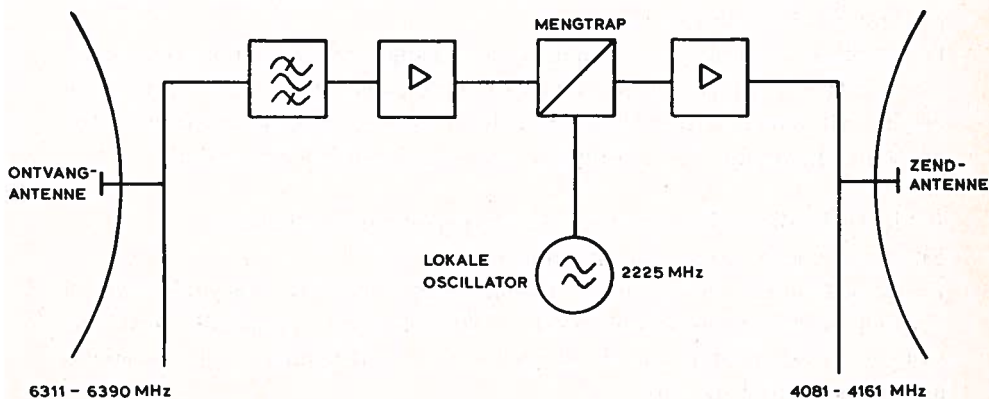 MENGTRAP
ONTVANG-
ANTENNE
ZEND-
ANTENNE
LOKALE
OSCILLATOR
2225 MHz
6311 - 6390 MHz
4081 - 4161 MHz